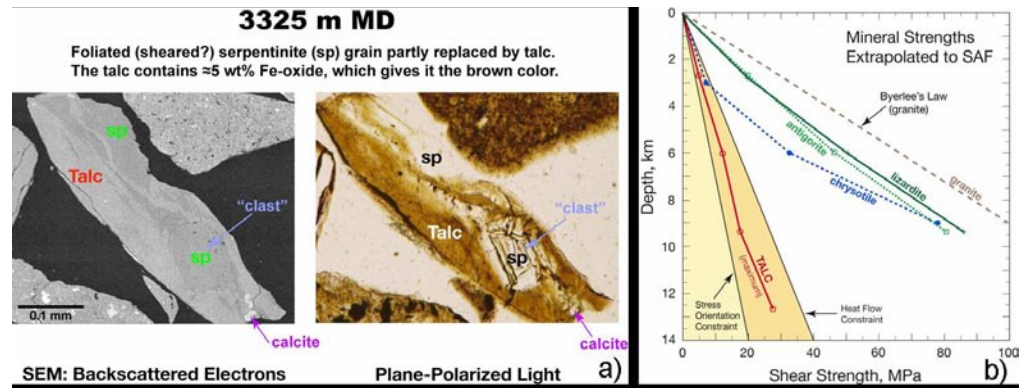 3325 m MD
Foliated (sheared?) serpentinite (sp) grain partly replaced by talc.
The talc contains ≈5 wt% Fe-oxide, which gives it the brown color.
sp
Talc
"clast"
sp
0.1 mm
calcite
sp
"clast"
Talc
sp
calcite
SEM: Backscattered Electrons
Plane-Polarized Light
a)
Mineral Strengths
Extrapolated to SAF
Byerlee's Law
(granite)
antigorite
lizardite
granite
chrysotile
TALC
(maximum)
Stress
Orientation
Constraint
Heat Flow
Constraint
Depth, km
0
2
4
6
8
10
12
14
0
20
40
60
80
100
Shear Strength, MPa
b)